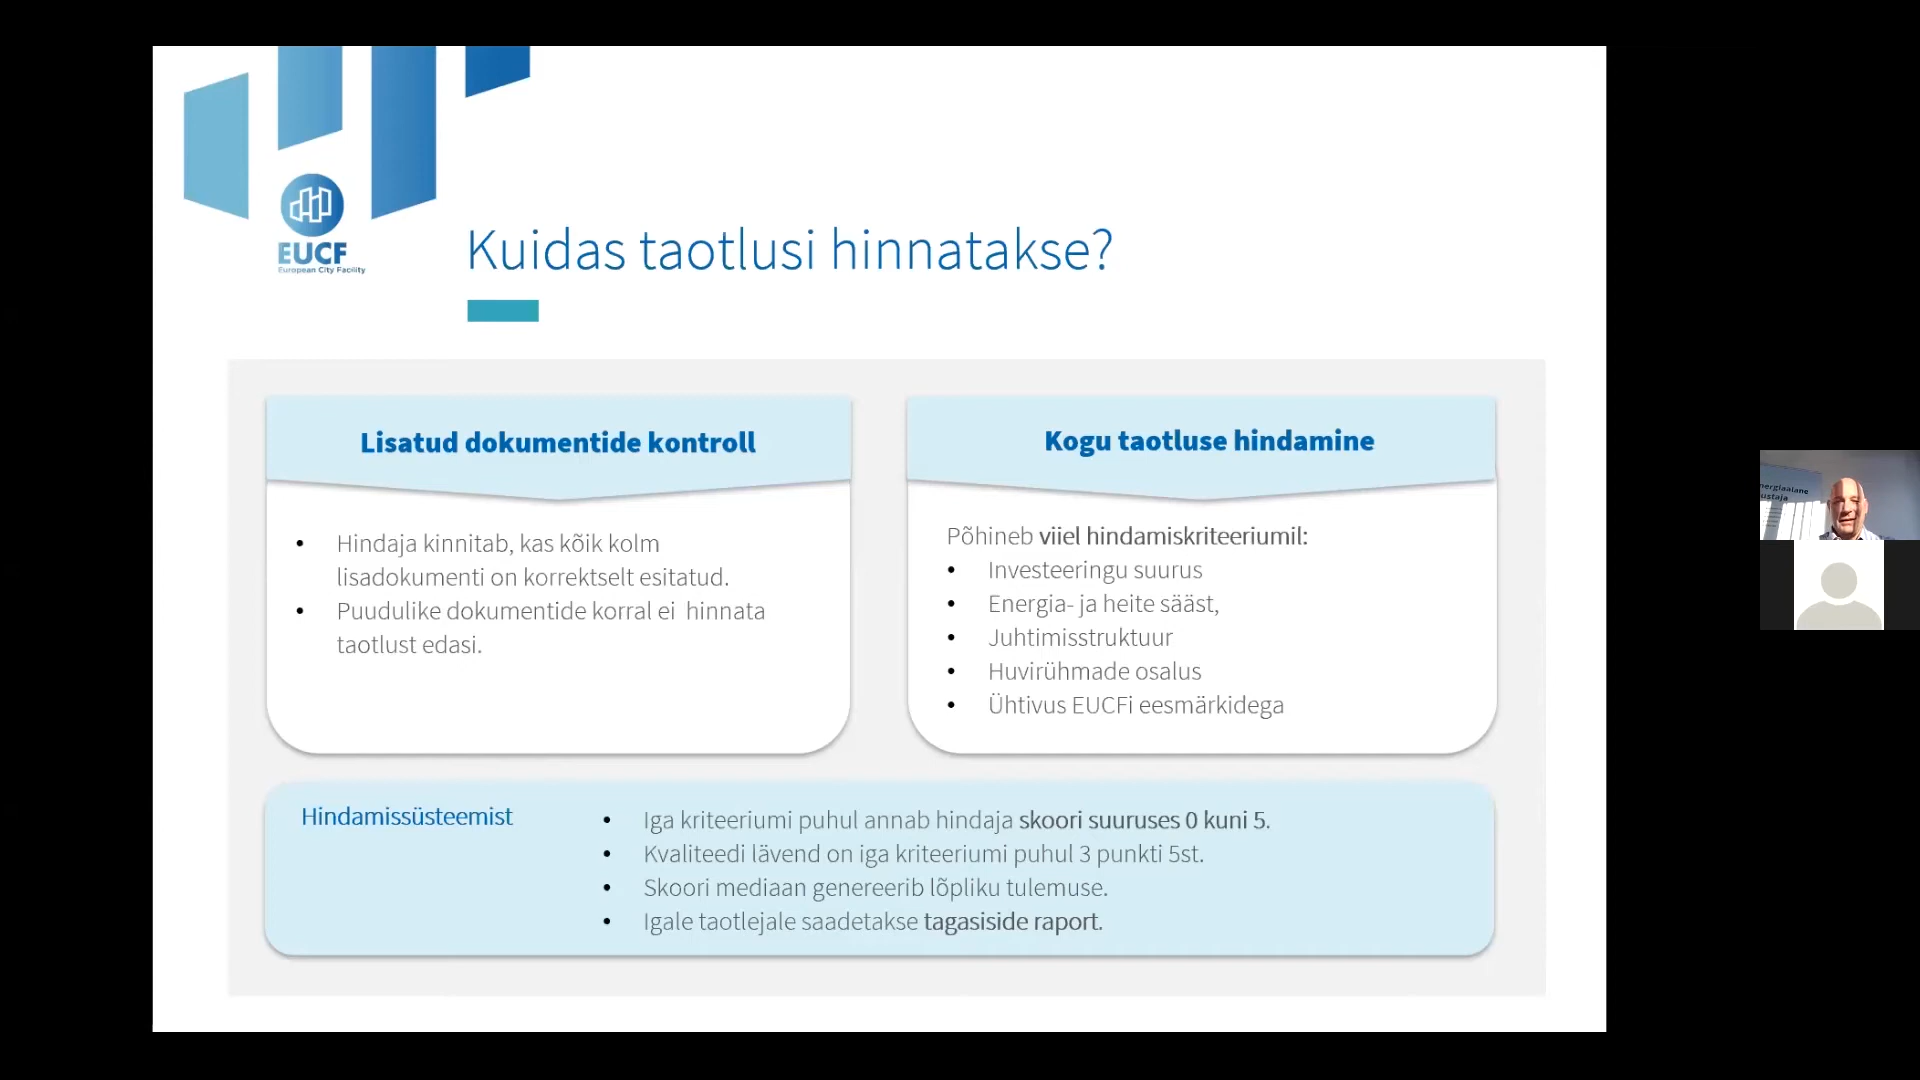 EUCF
European City Facility
Kuidas taotlusi hinnatakse?
Lisatud dokumentide kontroll
• Hindaja kinnitab, kas kõik kolm
lisadokumenti on korrektselt esitatud.
• Puudulike dokumentide korral ei hinnata
taotlust edasi.
Kogu taotluse hindamine
Põhineb viiel hindamiskriteeriumil:
• Investeeringu suurus
• Energia- ja heite sääst,
• Juhtimisstruktuur
• Huvirühmade osalus
• Ühtivus EUCFi eesmärkidega
Hindamissüsteemist
• Iga kriteeriumi puhul annab hindaja skoori suuruses 0 kuni 5.
• Kvaliteedi lävend on iga kriteeriumi puhul 3 punkti 5st.
• Skoori mediaan genereerib lõpliku tulemuse.
• Igale taotlejale saadetakse tagasiside raport.
nergiaalane
ustaja